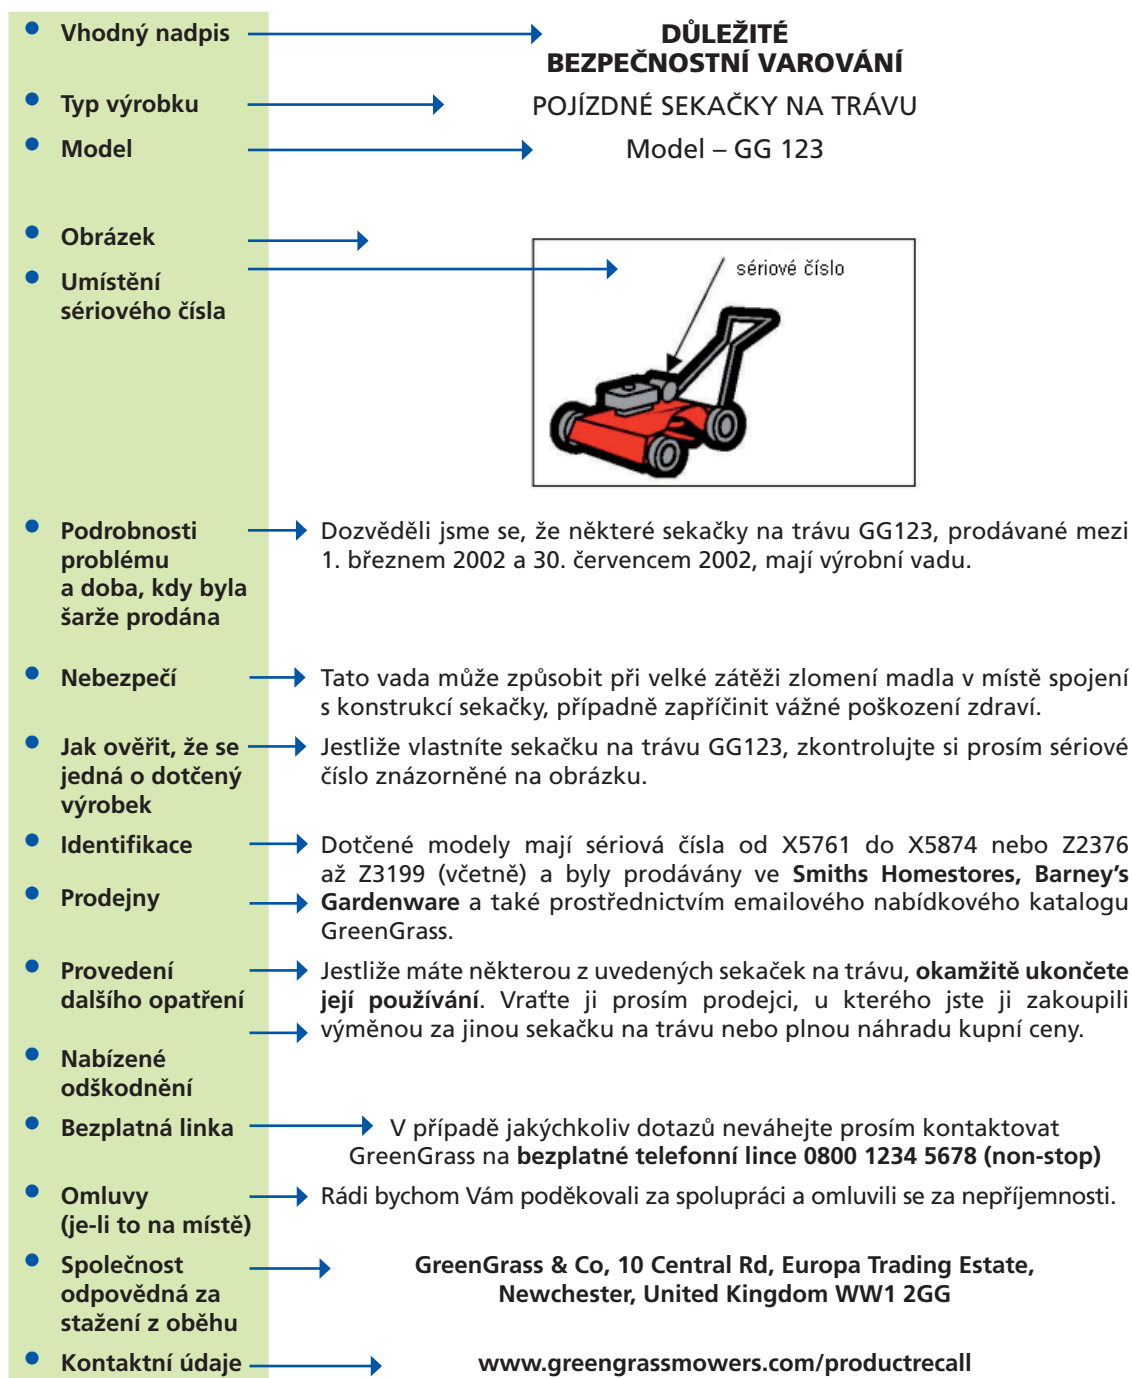 Vhodný nadpis
DŮLEŽITÉ
BEZPEČNOSTNÍ VAROVÁNÍ
Typ výrobku
POJÍZDNÉ SEKAČKY NA TRÁVU
Model
Model – GG 123
Obrázek
Umístění
sériového čísla
sériové číslo
Podrobnosti
problému
a doba, kdy byla
šarže prodána
Dozvěděli jsme se, že některé sekačky na trávu GG123, prodávané mezi
1. březnem 2002 a 30. červencem 2002, mají výrobní vadu.
Nebezpečí
Tato vada může způsobit při velké zátěži zlomení madla v místě spojení
s konstrukcí sekačky, případně zapříčinit vážné poškození zdraví.
Jak ověřit, že se
jedná o dotčený
výrobek
Jestliže vlastníte sekačku na trávu GG123, zkontrolujte si prosím sériové
číslo znázorněné na obrázku.
Identifikace
Prodejny
Dotčené modely mají sériová čísla od X5761 do X5874 nebo Z2376
až Z3199 (včetně) a byly prodávány ve Smiths Homestores, Barney’s
Gardenware a také prostřednictvím emailového nabídkového katalogu
GreenGrass.
Provedení
dalšího opatření
Jestliže máte některou z uvedených sekaček na trávu, okamžitě ukončete
její používání. Vraťte ji prosím prodejci, u kterého jste ji zakoupili
výměnou za jinou sekačku na trávu nebo plnou náhradu kupní ceny.
Nabízené
odškodnění
Bezplatná linka
V případě jakýchkoliv dotazů neváhejte prosím kontaktovat
GreenGrass na bezplatné telefonní lince 0800 1234 5678 (non-stop)
Omluvy
(je-li to na místě)
Rádi bychom Vám poděkovali za spolupráci a omluvili se za nepříjemnosti.
Společnost
odpovědná za
stažení z oběhu
GreenGrass & Co, 10 Central Rd, Europa Trading Estate,
Newchester, United Kingdom WW1 2GG
Kontaktní údaje
www.greengrassmowers.com/productrecall